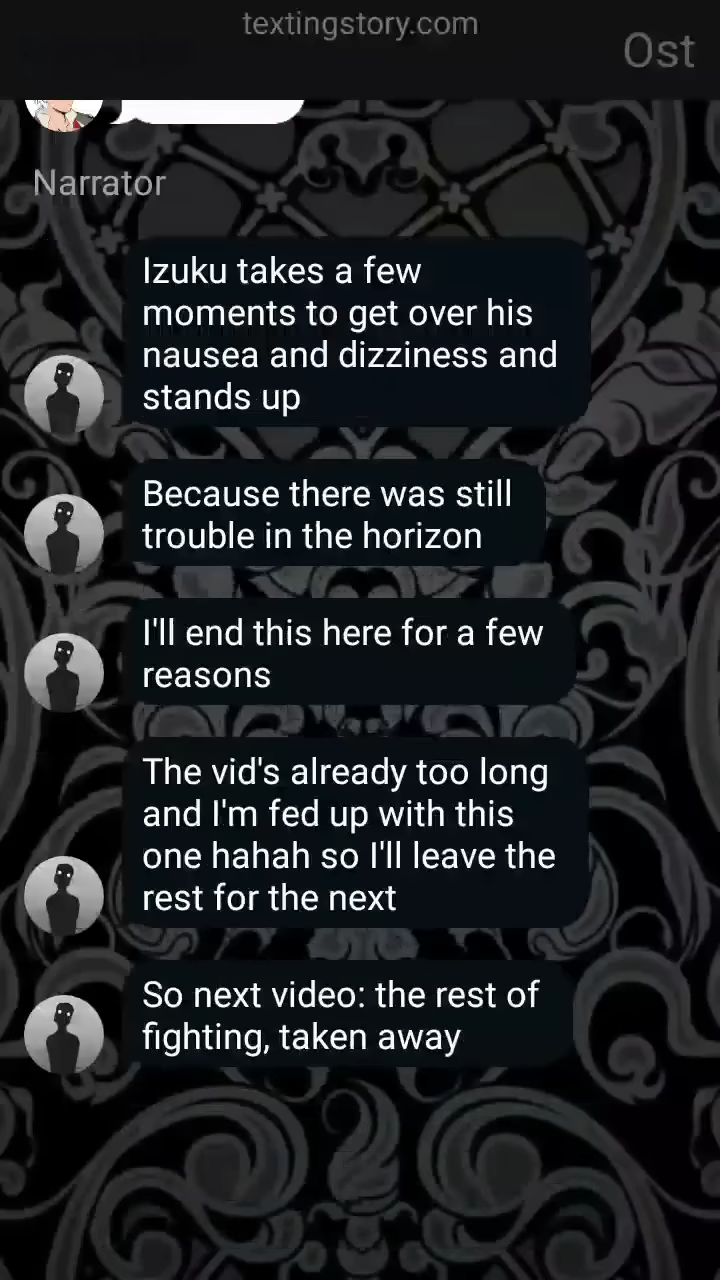 textingstory.com
Ost
Narrator
Izuku takes a few
moments to get over his
nausea and dizziness and
stands up
Because there was still
trouble in the horizon
I'll end this here for a few
reasons
The vid's already too long
and I'm fed up with this
one hahah so I'll leave the
rest for the next
So next video: the rest of
fighting, taken away